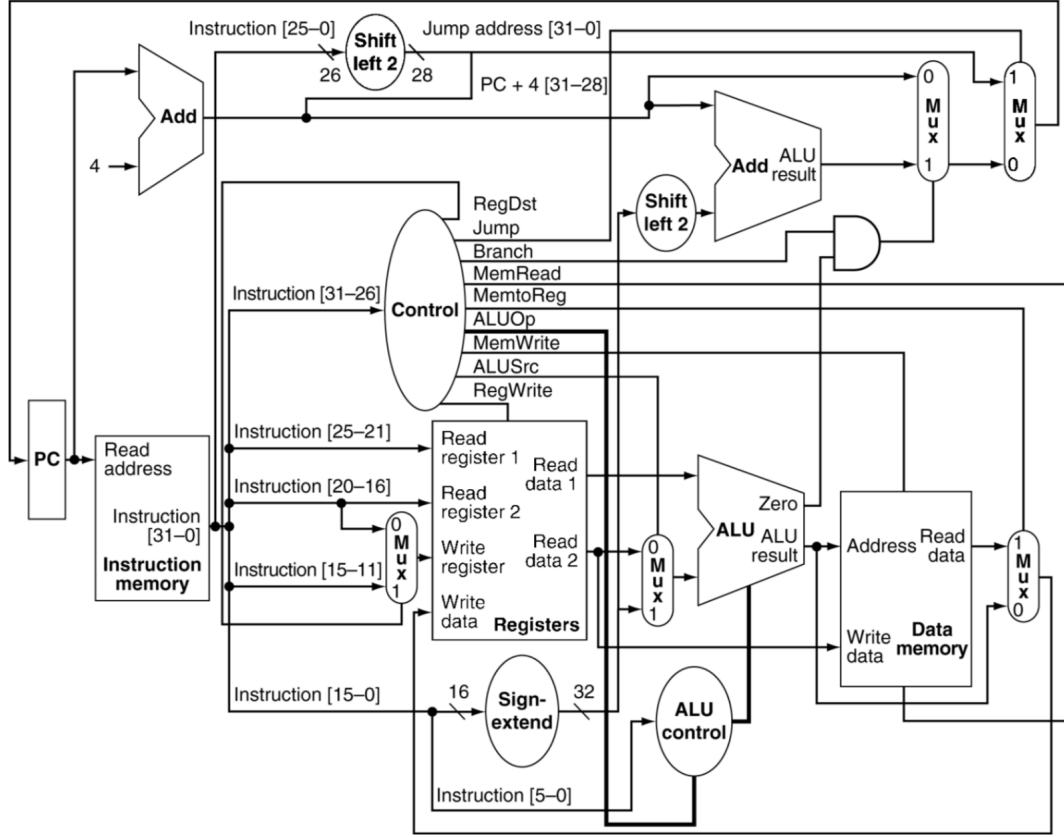 Instruction [25–0]
Shift
left 2
Jump address [31–0]
26
28
PC + 4 [31–28]
Add
4
0
M
u
x
1
1
M
u
x
0
Add
ALU
result
Shift
left 2
RegDst
Jump
Branch
MemRead
MemtoReg
ALUOp
MemWrite
ALUSrc
RegWrite
Control
Instruction [31–26]
PC
Read
address
Instruction
[31–0]
Instruction
memory
Instruction [25–21]
Instruction [20–16]
Instruction [15–11]
0
M
u
x
1
Read
register 1
Read
register 2
Write
register
Write
data
Read
data 1
Read
data 2
Registers
0
M
u
x
1
Zero
ALU
ALU
result
Address
Read
data
Write
data
Data
memory
1
M
u
x
0
Instruction [15–0]
16
Sign-
extend
32
ALU
control
Instruction [5–0]